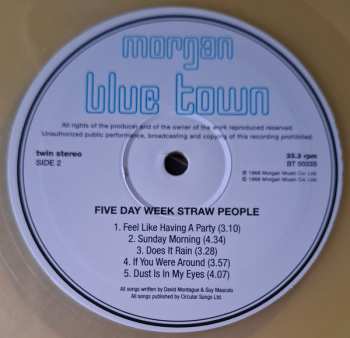 morgan
blue town
All rights of the producer and of the owner of the work reproduced reserved.
Unauthorized public performance, broadcasting and copying of this recording prohibited.
twin stereo
SIDE 2
33.3 rpm
BT 5003S
℗ 1968 Morgan Music Co. Ltd
© 1968 Morgan Music Co. Ltd
FIVE DAY WEEK STRAW PEOPLE
1. Feel Like Having A Party (3.10)
2. Sunday Morning (4.34)
3. Does It Rain (3.28)
4. If You Were Around (3.57)
5. Dust Is In My Eyes (4.07)
All songs written by David Montague & Guy Mascolo
All songs published by Circular Songs Ltd.